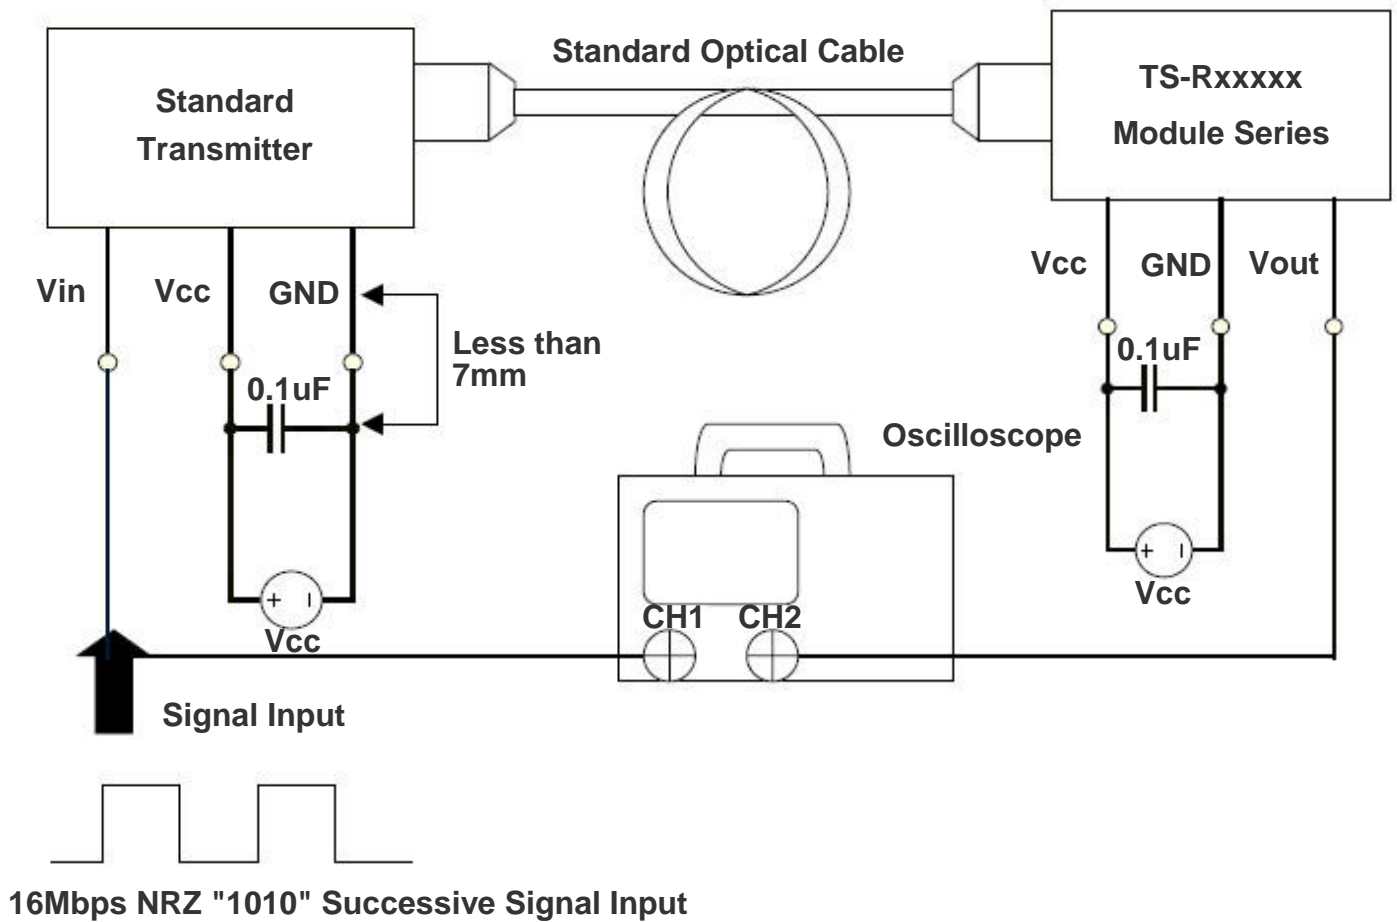 Standard Optical Cable
Standard
Transmitter
TS-Rxxxxx
Module Series
Vin
Vcc
GND
Less than
7mm
0.1uF
+
Vcc
Vcc
GND
Vout
0.1uF
+
Vcc
Oscilloscope
CH1
CH2
Signal Input
16Mbps NRZ "1010" Successive Signal Input